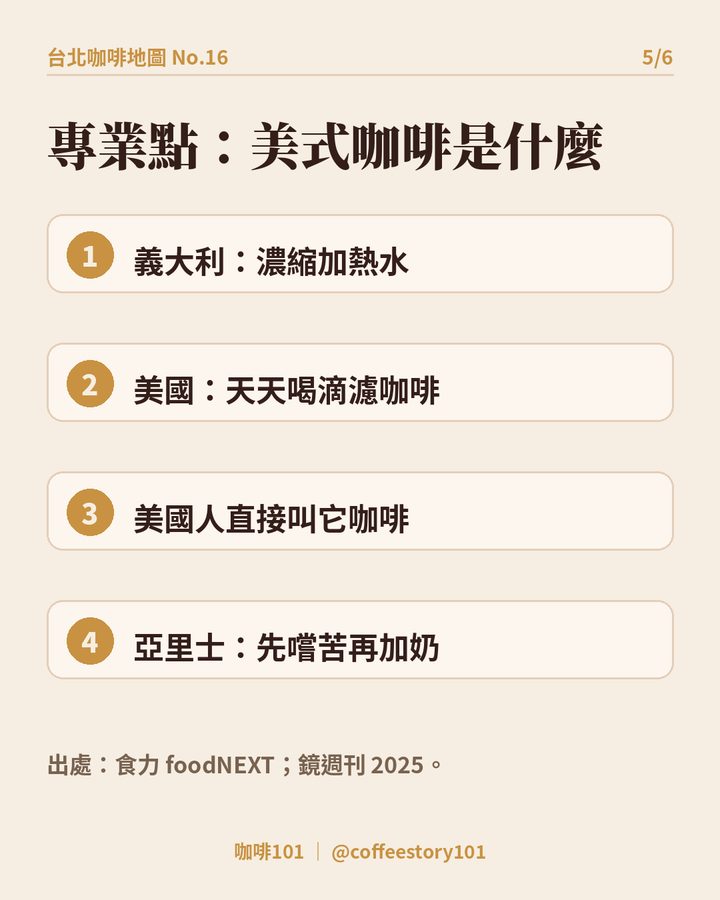 台北咖啡地圖 No.16
5/6
專業點：美式咖啡是什麼
1 義大利：濃縮加熱水
2 美國：天天喝滴濾咖啡
3 美國人直接叫它咖啡
4 亞里士：先嚐苦再加奶
出處：食力 foodNEXT；鏡週刊 2025。
咖啡101｜@coffeestory101